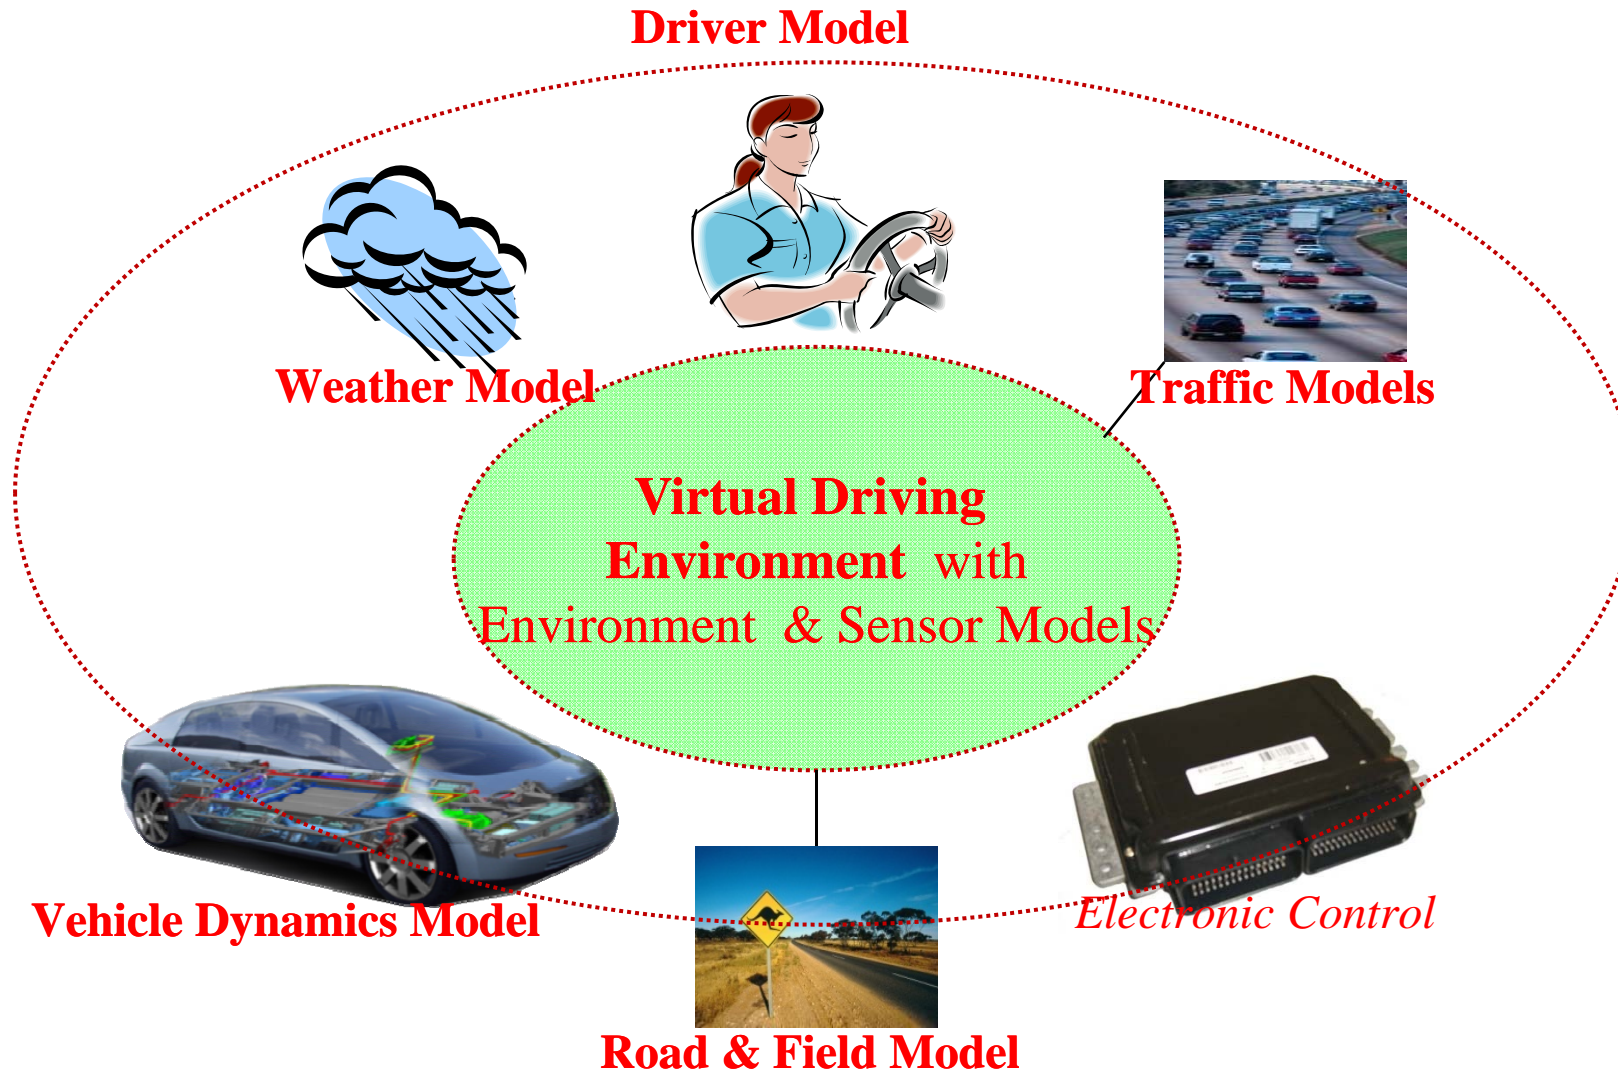 Driver Model
Weather Model
Traffic Models
Virtual Driving
Environment with
Environment & Sensor Models
Vehicle Dynamics Model
Electronic Control
Road & Field Model